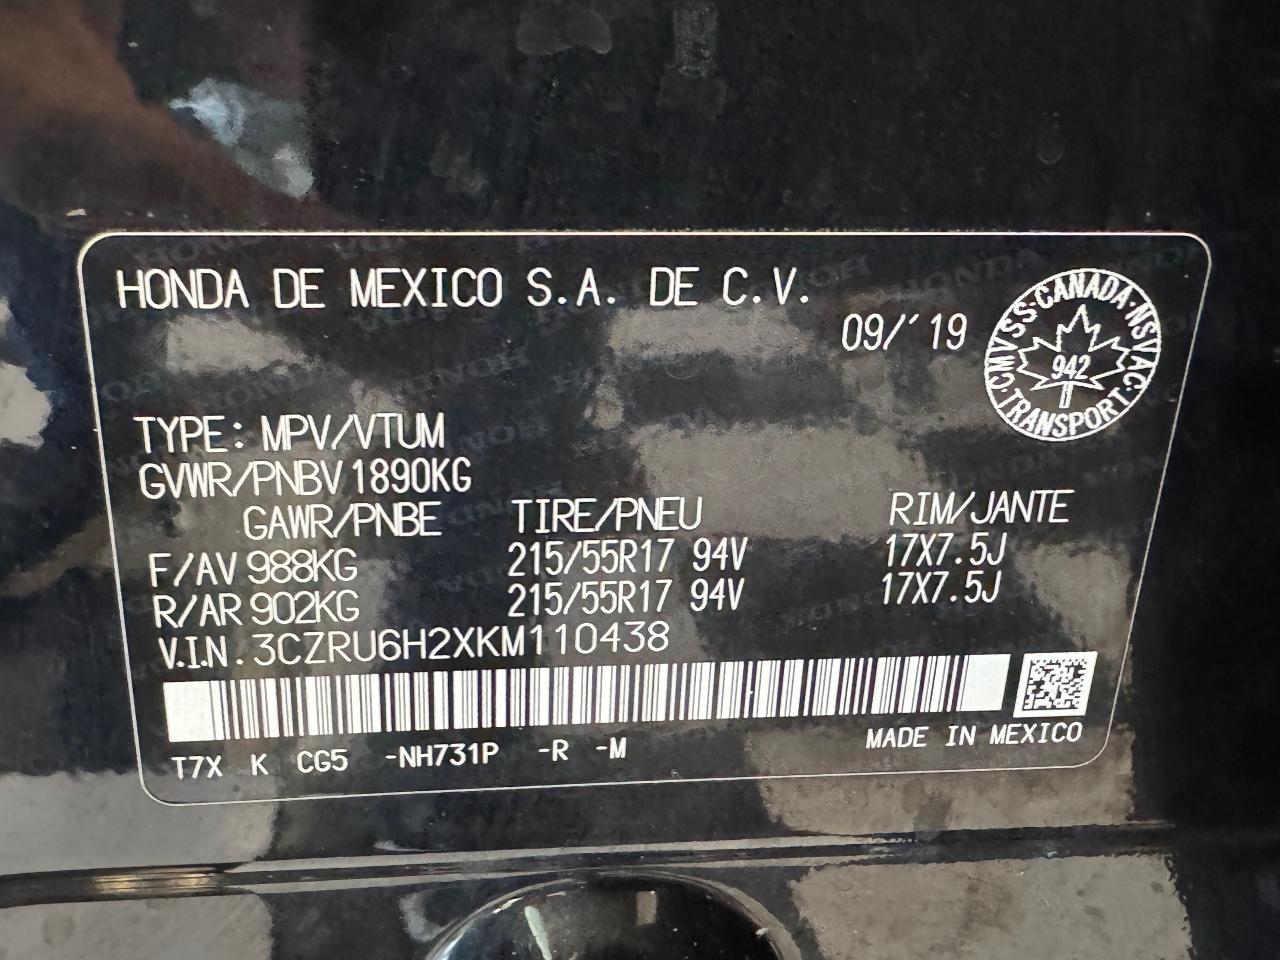 HONDA DE MEXICO S.A. DE C.V.
09/'19
CMVSS·CANADA·NSVAC·TRANSPORT·
942
TYPE: MPV/VTUM
GVWR/PNBV 1890KG
GAWR/PNBE TIRE/PNEU RIM/JANTE
F/AV 988KG 215/55R17 94V 17X7.5J
R/AR 902KG 215/55R17 94V 17X7.5J
V.I.N. 3CZRU6H2XKM110438
T7X K CG5 -NH731P -R -M MADE IN MEXICO